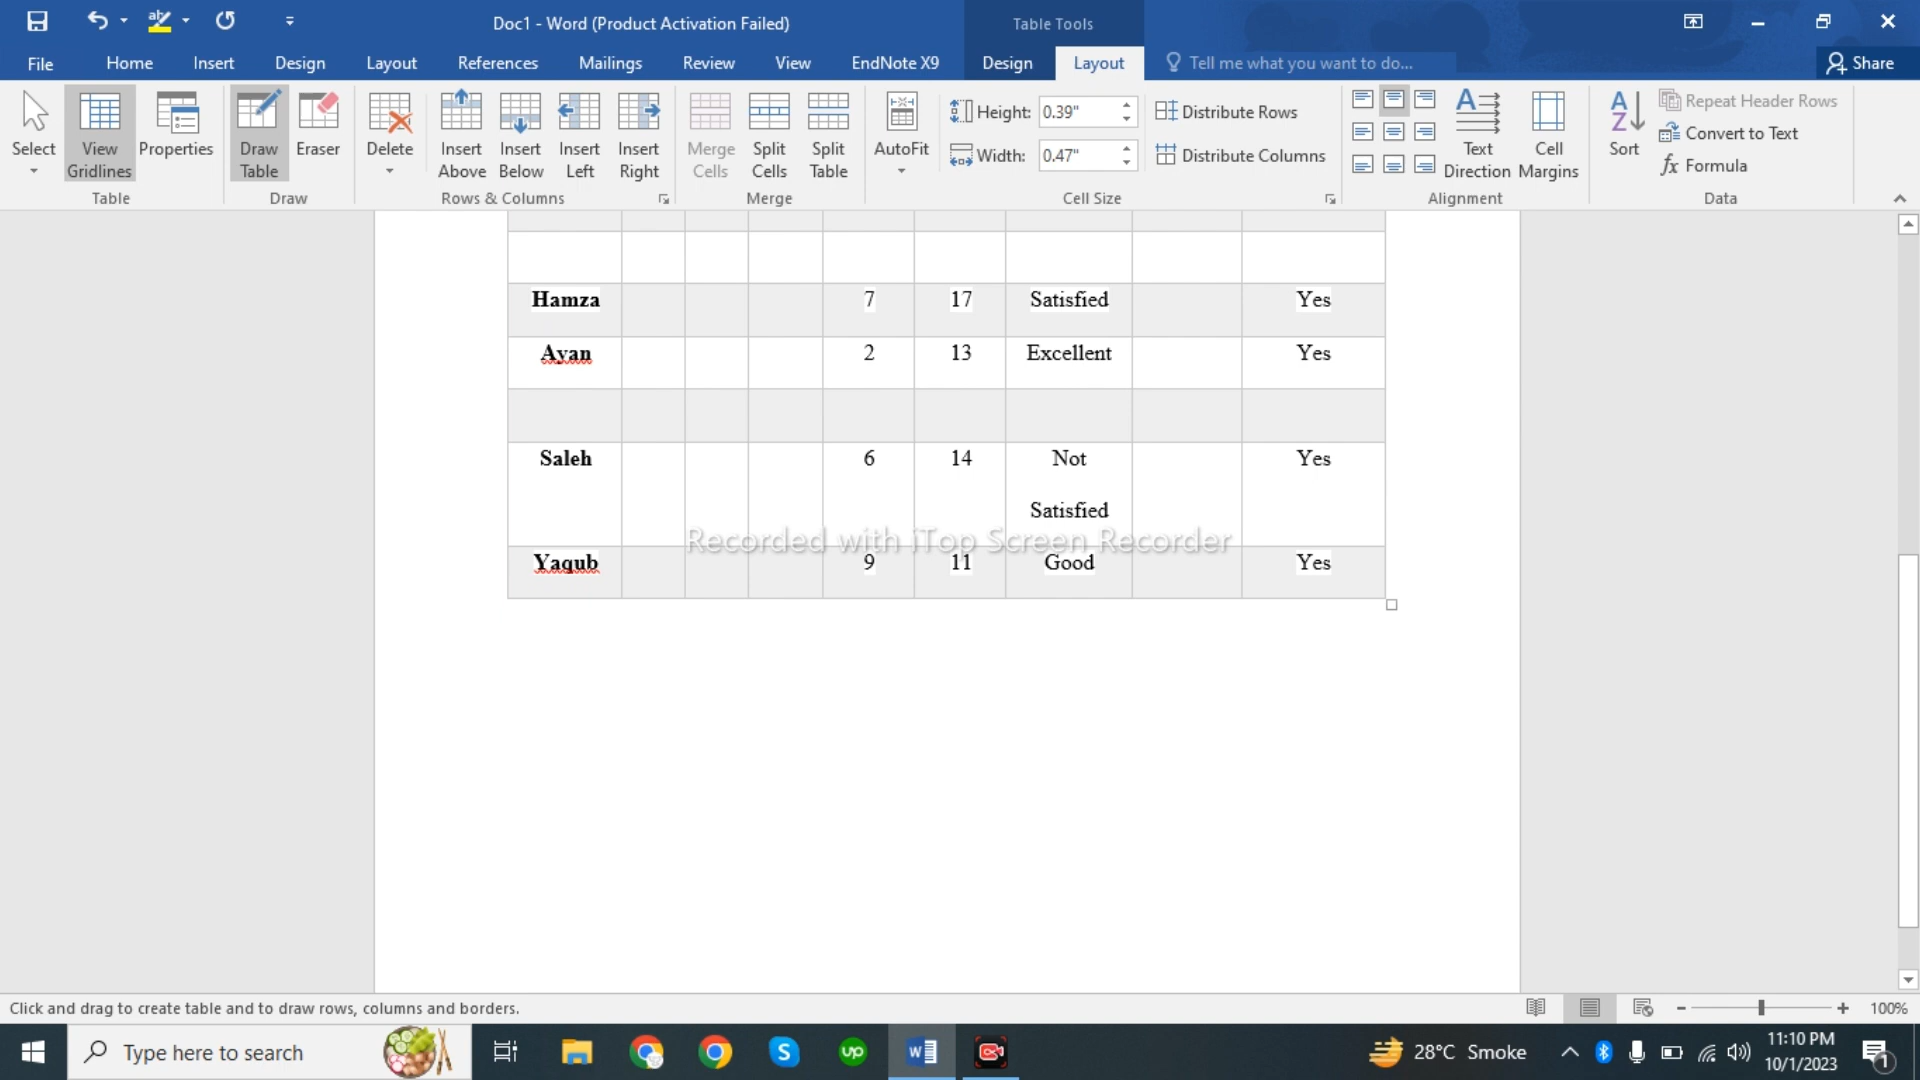 Doc1 - Word (Product Activation Failed)
Table Tools
File Home Insert Design Layout References Mailings Review View EndNote X9 Design Layout Tell me what you want to do... Share
Select
View Gridlines
Properties
Table
Draw Table
Eraser
Draw
Delete
Insert Above
Insert Below
Insert Left
Insert Right
Rows & Columns
Merge Cells
Split Cells
Split Table
Merge
AutoFit
Height: 0.39"
Width: 0.47"
Distribute Rows
Distribute Columns
Cell Size
Text Direction
Cell Margins
Alignment
Sort
Repeat Header Rows
Convert to Text
Formula
Data
Hamza 7 17 Satisfied Yes
Ayan 2 13 Excellent Yes
Saleh 6 14 Not Yes
Satisfied
Recorded with iTop Screen Recorder
Yaqub 9 11 Good Yes
Click and drag to create table and to draw rows, columns and borders.
100%
Type here to search
28°C Smoke
11:10 PM
10/1/2023
1